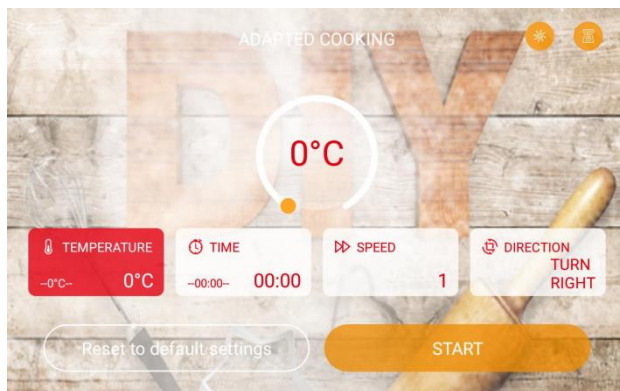 ADAPTED COOKING
DIY
0°C
TEMPERATURE
--0°C-- 0°C
TIME
--00:00-- 00:00
SPEED
1
DIRECTION
TURN
RIGHT
Reset to default settings
START